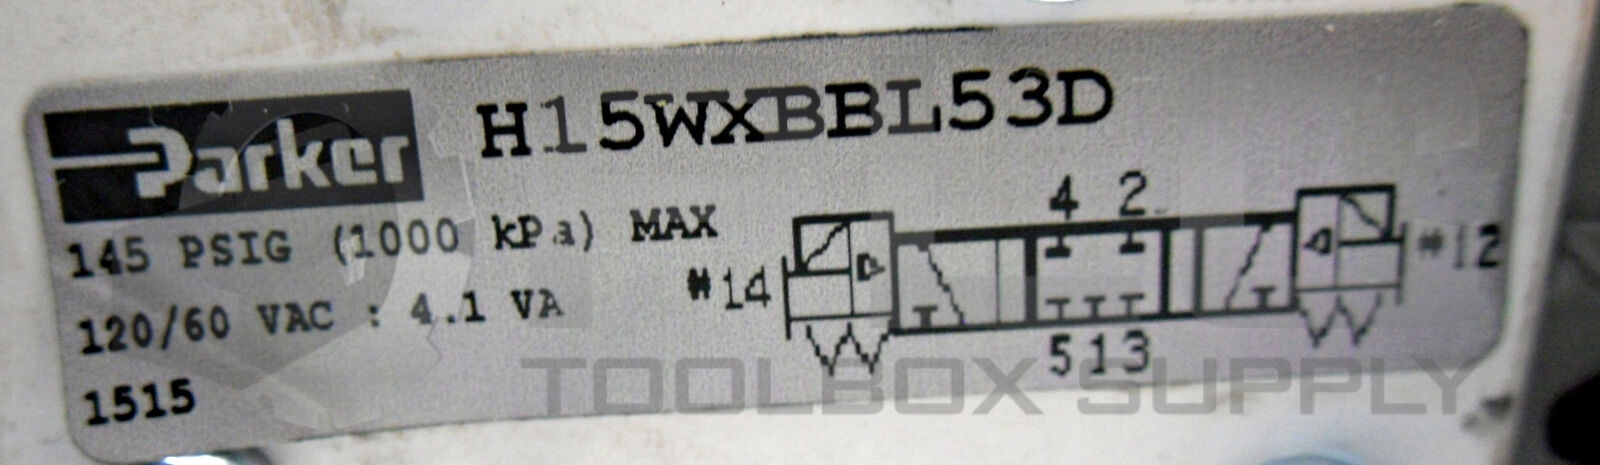 Parker H15WXBBL53D
145 PSIG (1000 kPa) MAX
120/60 VAC : 4.1 VA
1515
4 2
#14 #12
513
TOOLBOX SUPPLY